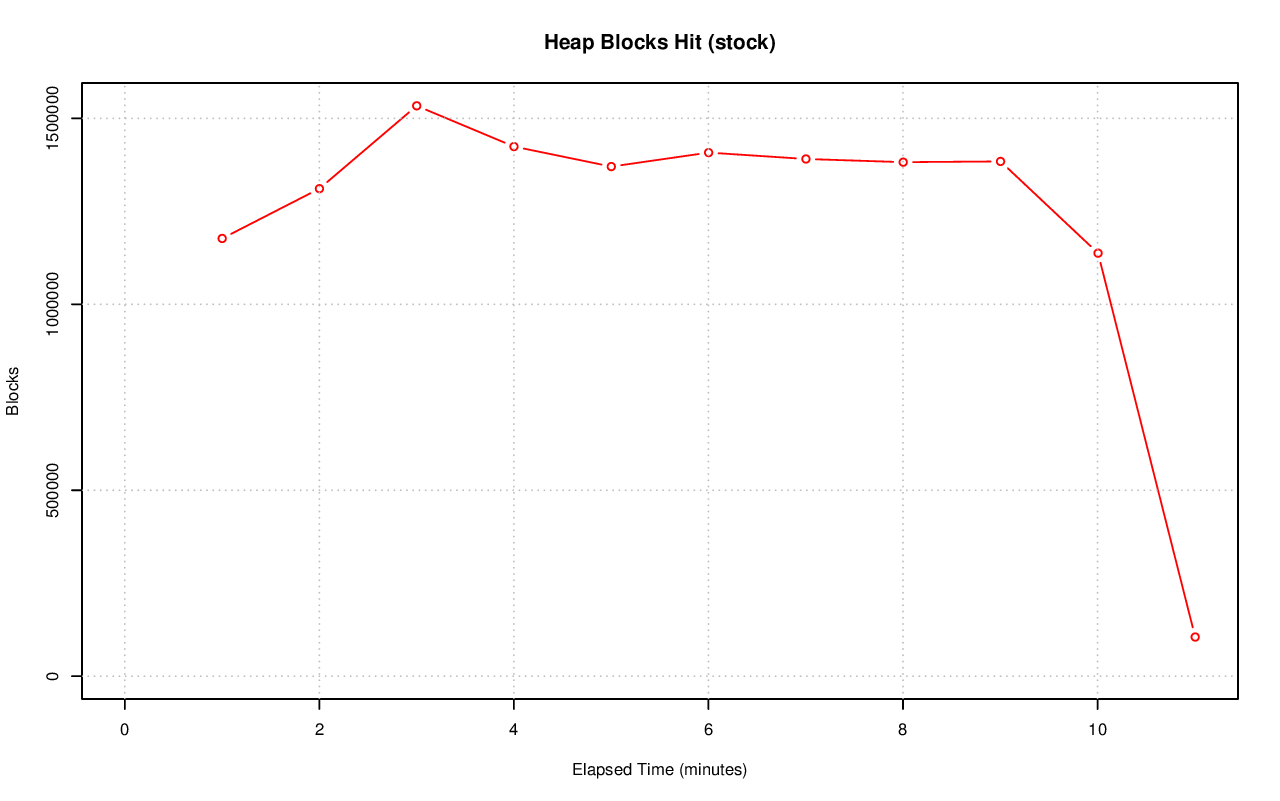 Heap Blocks Hit (stock)
Blocks
1500000
1000000
500000
0
0 2 4 6 8 10
Elapsed Time (minutes)